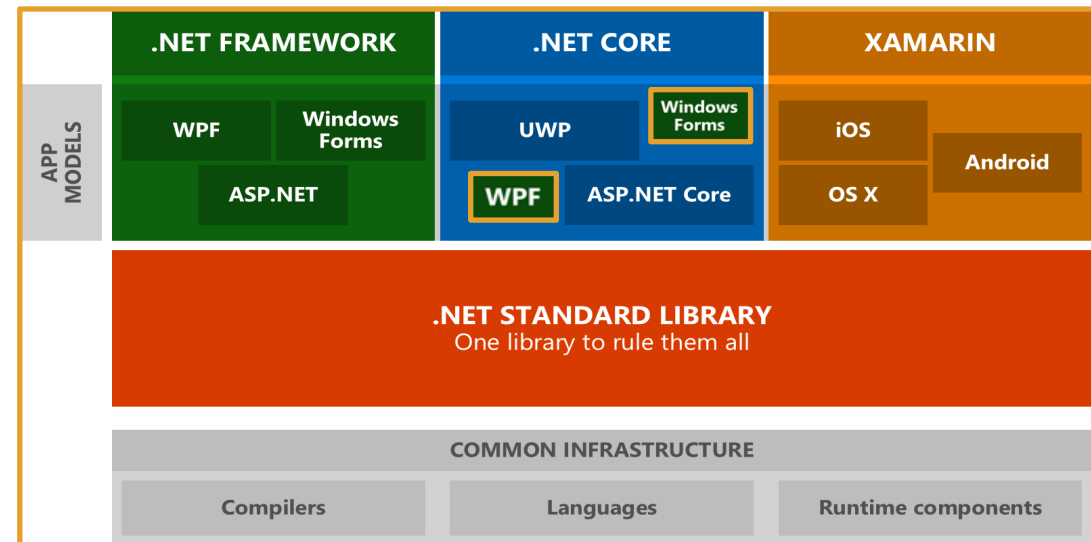 .NET FRAMEWORK
.NET CORE
XAMARIN
APP
MODELS
WPF
Windows
Forms
ASP.NET
UWP
Windows
Forms
WPF
ASP.NET Core
iOS
Android
OS X
.NET STANDARD LIBRARY
One library to rule them all
COMMON INFRASTRUCTURE
Compilers
Languages
Runtime components